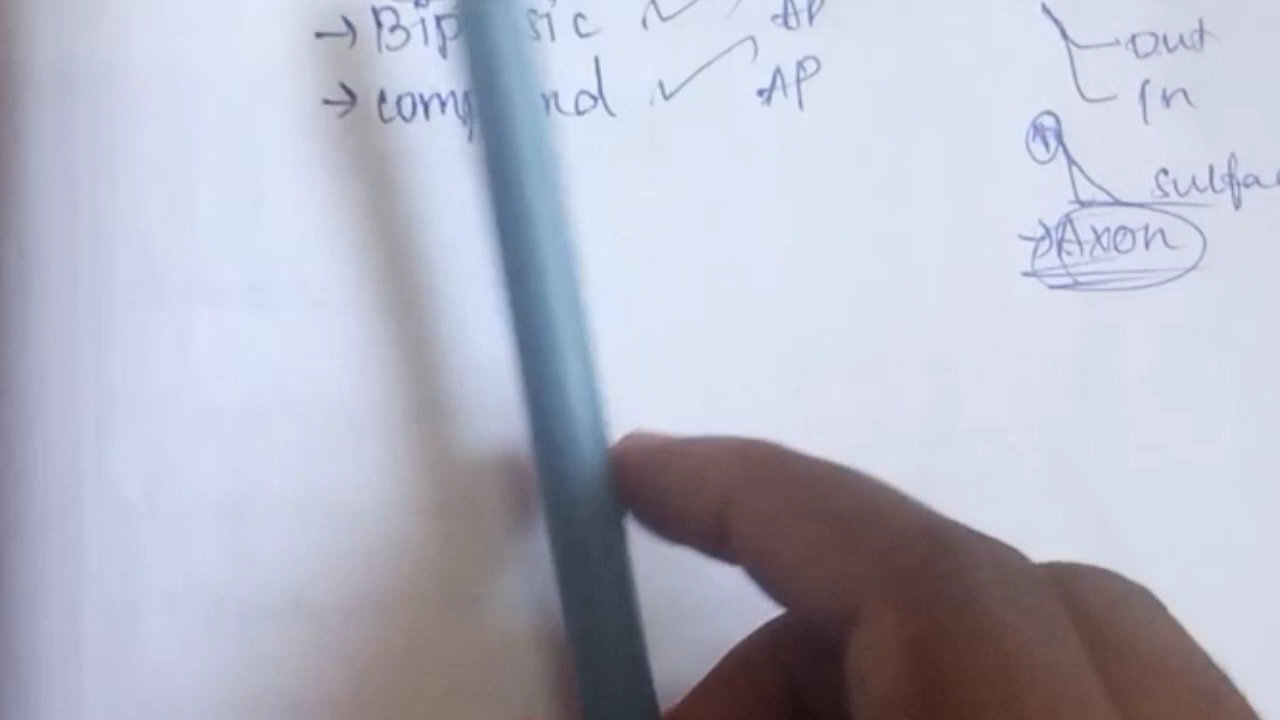 → Bip sic AP
→ comp nd AP
out
In
sulfa
→ Axon